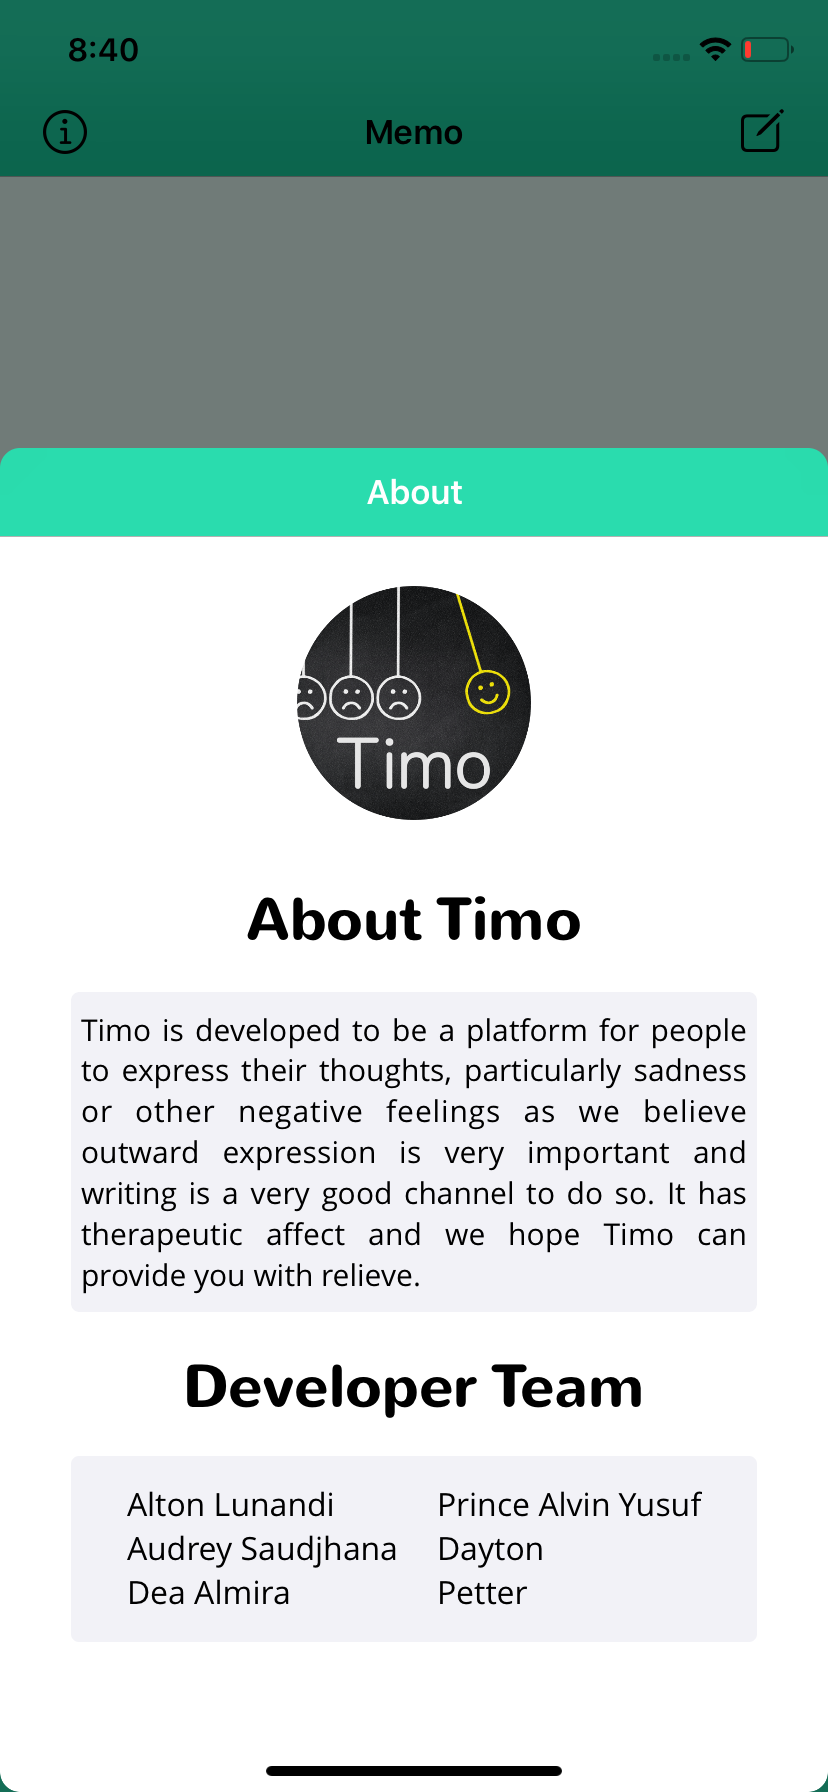 8:40
Memo
About
Timo
About Timo
Timo is developed to be a platform for people
to express their thoughts, particularly sadness
or other negative feelings as we believe
outward expression is very important and
writing is a very good channel to do so. It has
therapeutic affect and we hope Timo can
provide you with relieve.
Developer Team
Alton Lunandi Prince Alvin Yusuf
Audrey Saudjhana Dayton
Dea Almira Petter